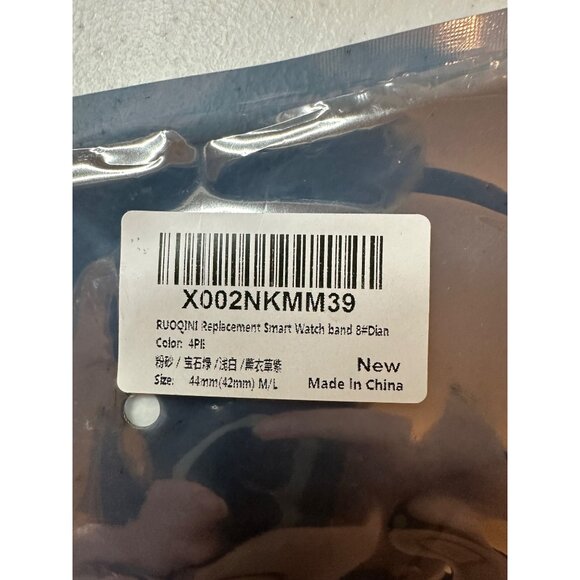 X002NKMM39
RUOQINI Replacement Smart Watch band 8#Dian
Color: 4PE
粉砂 / 宝石绿 /浅白 /薰衣草紫
Size: 44mm(42mm) M/L
New
Made In China